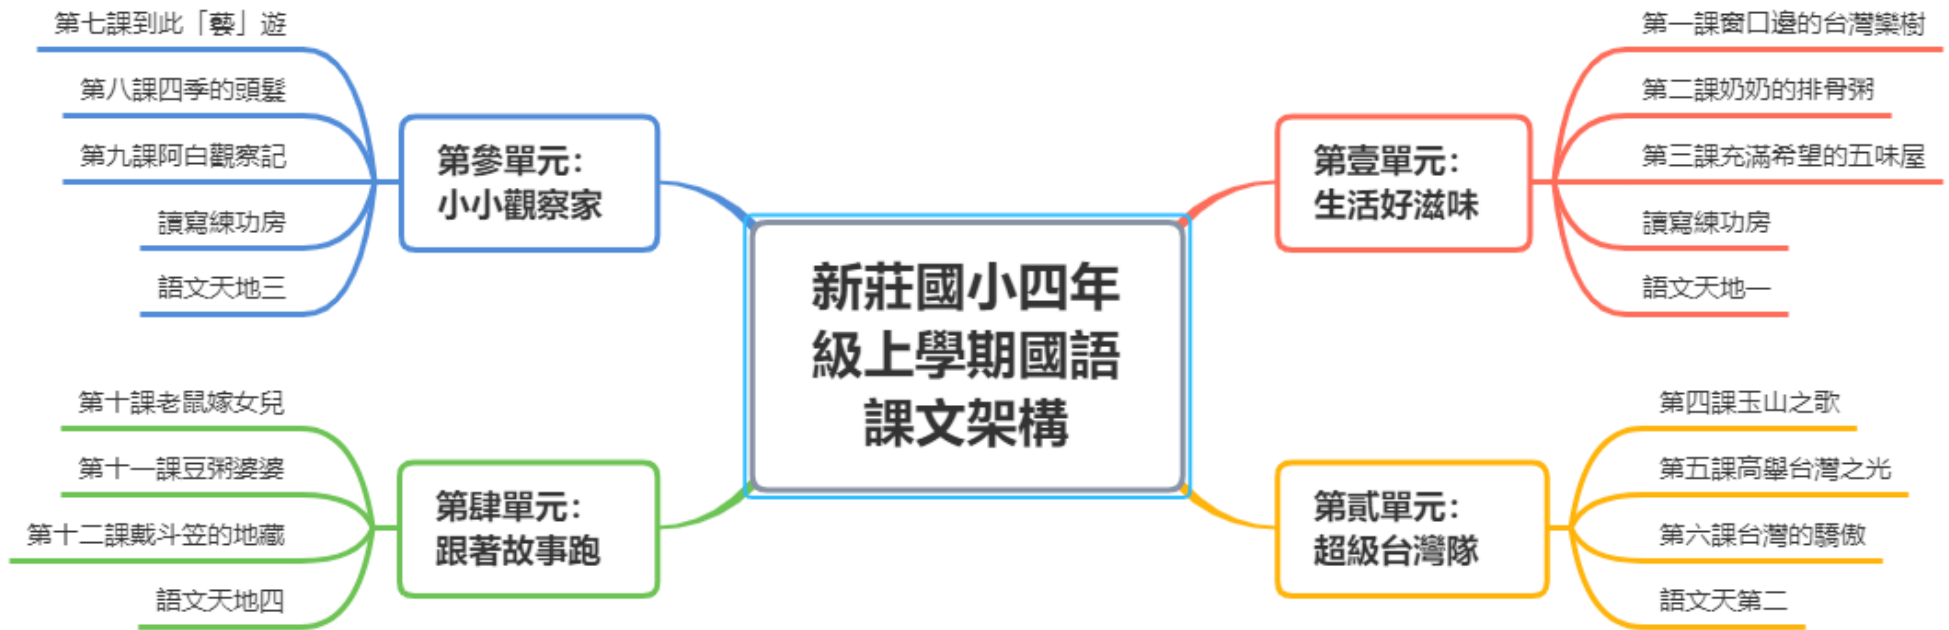 新莊國小四年
級上學期國語
課文架構
第壹單元：
生活好滋味
第一課窗口邊的台灣欒樹
第二課奶奶的排骨粥
第三課充滿希望的五味屋
讀寫練功房
語文天地一
第貳單元：
超級台灣隊
第四課玉山之歌
第五課高舉台灣之光
第六課台灣的驕傲
語文天第二
第參單元：
小小觀察家
第七課到此「藝」遊
第八課四季的頭髮
第九課阿白觀察記
讀寫練功房
語文天地三
第肆單元：
跟著故事跑
第十課老鼠嫁女兒
第十一課豆粥婆婆
第十二課戴斗笠的地藏
語文天地四